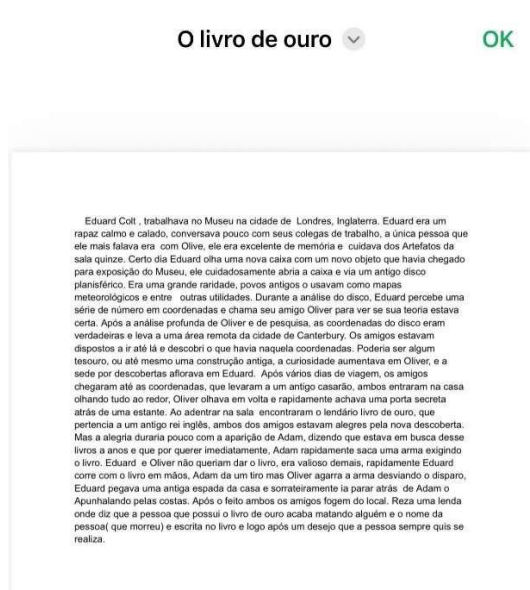 O livro de ouro
OK
Eduard Colt , trabalhava no Museu na cidade de Londres, Inglaterra. Eduard era um
rapaz calmo e calado, conversava pouco com seus colegas de trabalho, a única pessoa que
ele mais falava era com Olive, ele era excelente de memória e cuidava dos Artefatos da
sala quinze. Certo dia Eduard olha uma nova caixa com um novo objeto que havia chegado
para exposição do Museu, ele cuidadosamente abria a caixa e via um antigo disco
planisférico. Era uma grande raridade, povos antigos o usavam como mapas
meteorológicos e entre outras utilidades. Durante a análise do disco, Eduard percebe uma
série de número em coordenadas e chama seu amigo Oliver para ver se sua teoria estava
certa. Após a análise profunda de Oliver e de pesquisa, as coordenadas do disco eram
verdadeiras e leva a uma área remota da cidade de Canterbury. Os amigos estavam
dispostos a ir até lá e descobri o que havia naquela coordenadas. Poderia ser algum
tesouro, ou até mesmo uma construção antiga, a curiosidade aumentava em Oliver, e a
sede por descobertas aflorava em Eduard. Após vários dias de viagem, os amigos
chegaram até as coordenadas, que levaram a um antigo casarão, ambos entraram na casa
olhando tudo ao redor, Oliver olhava em volta e rapidamente achava uma porta secreta
atrás de uma estante. Ao adentrar na sala encontraram o lendário livro de ouro, que
pertencia a um antigo rei inglês, ambos dos amigos estavam alegres pela nova descoberta.
Mas a alegria duraria pouco com a aparição de Adam, dizendo que estava em busca desse
livros a anos e que por querer imediatamente, Adam rapidamente saca uma arma exigindo
o livro. Eduard e Oliver não queriam dar o livro, era valioso demais, rapidamente Eduard
corre com o livro em mãos, Adam da um tiro mas Oliver agarra a arma desviando o disparo,
Eduard pegava uma antiga espada da casa e sorrateiramente ia parar atrás de Adam o
Apunhalando pelas costas. Após o feito ambos os amigos fogem do local. Reza uma lenda
onde diz que a pessoa que possui o livro de ouro acaba matando alguém e o nome da
pessoa( que morreu) e escrita no livro e logo após um desejo que a pessoa sempre quis se
realiza.